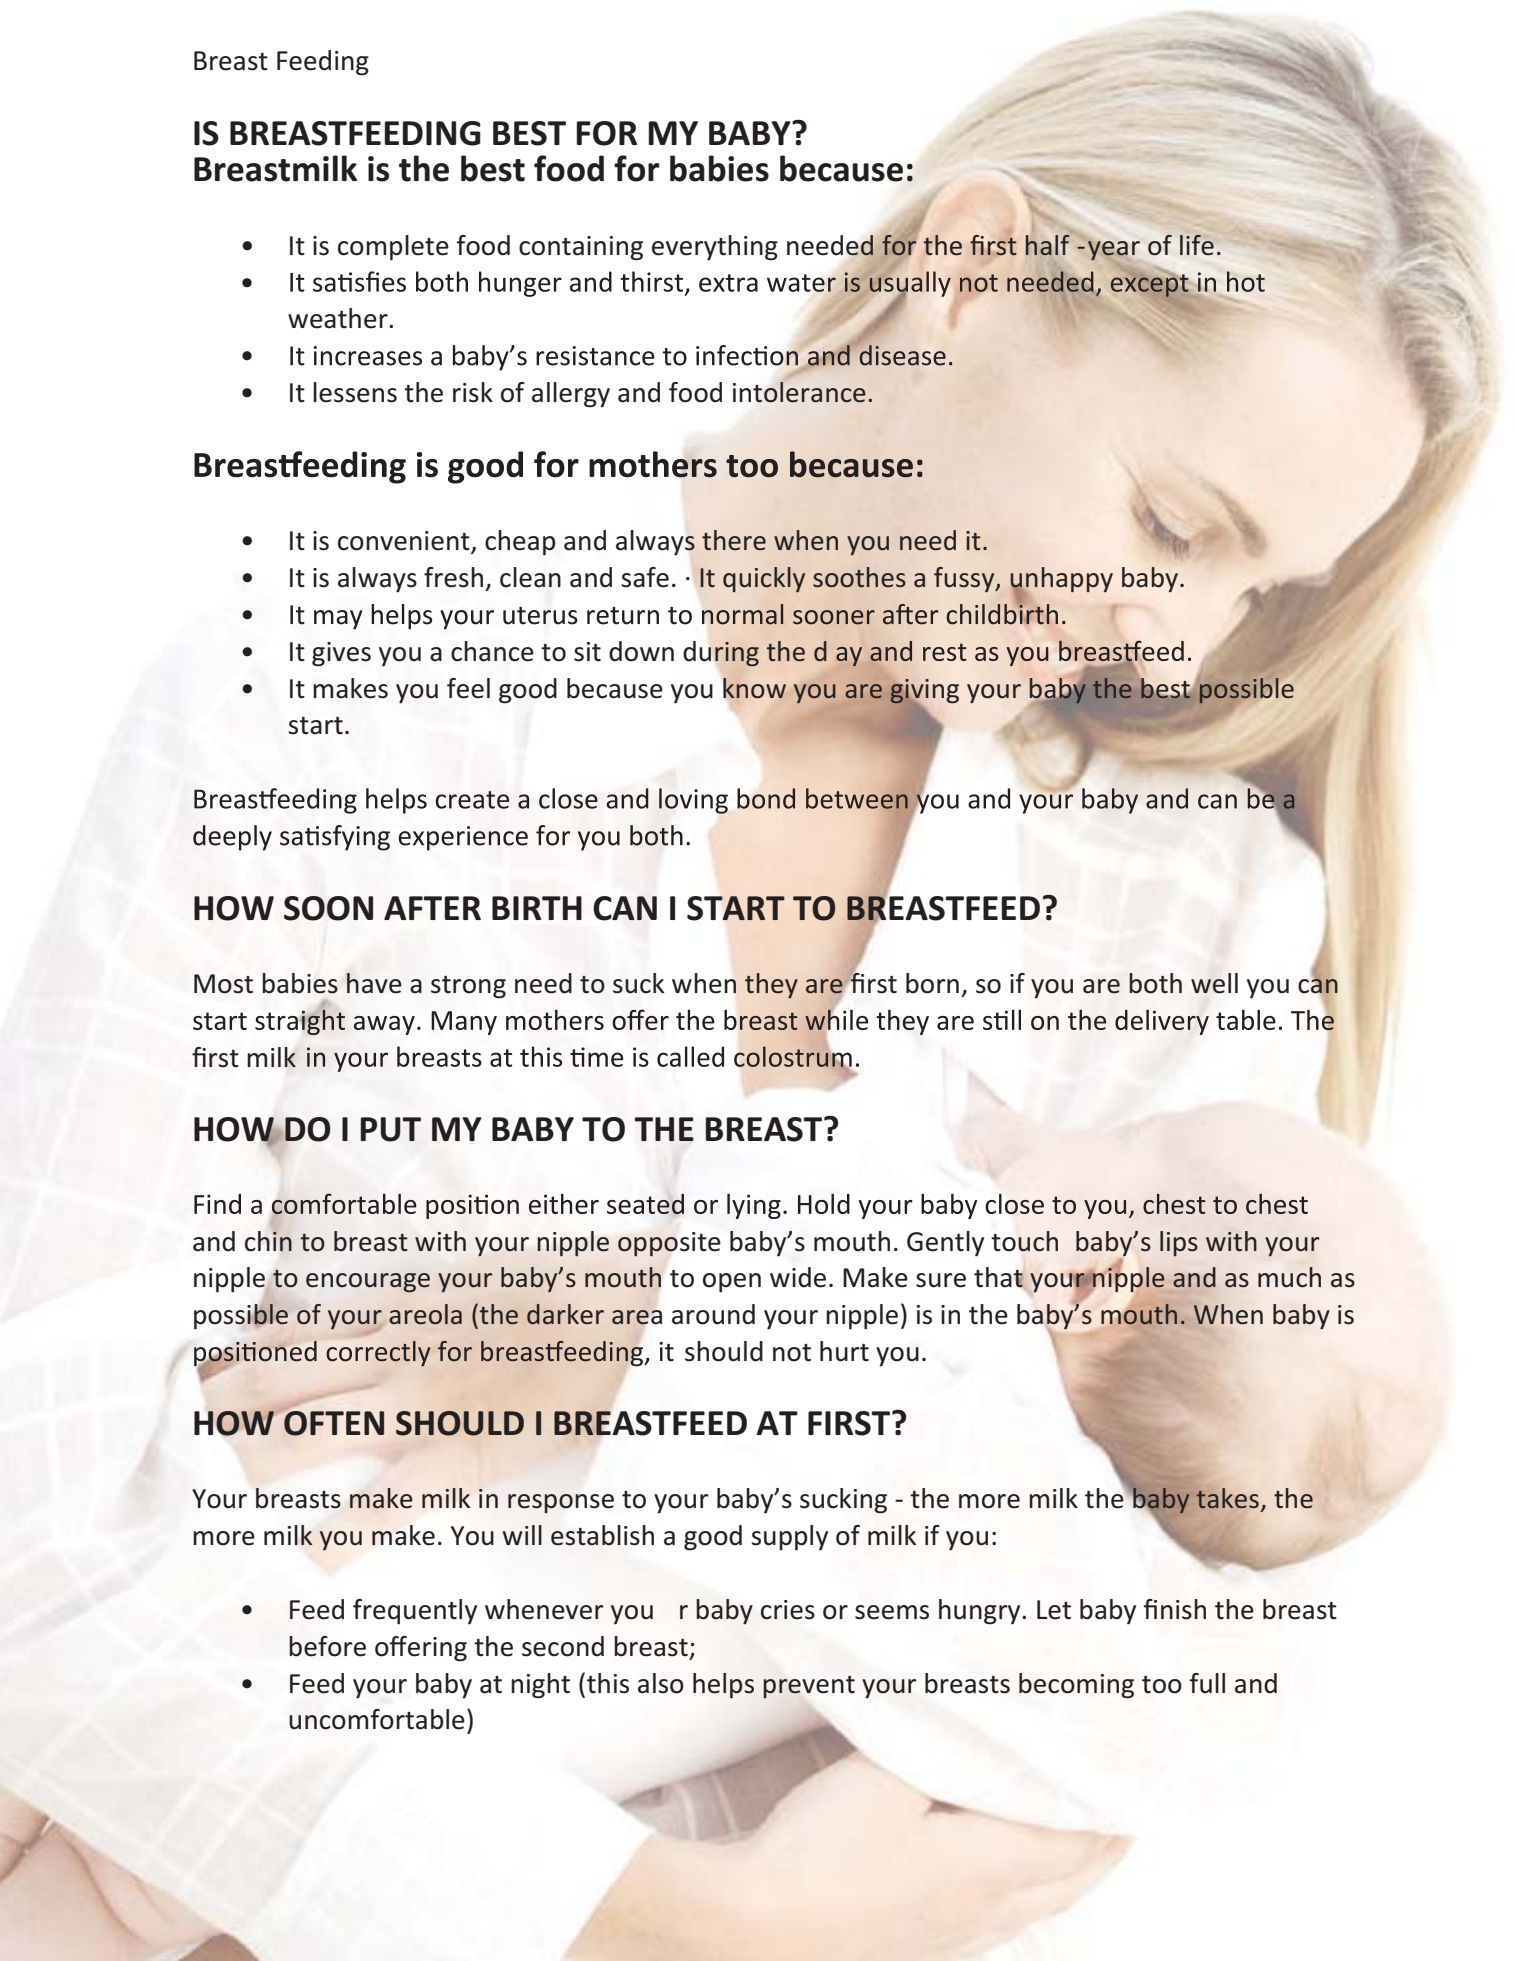 Breast Feeding
IS BREASTFEEDING BEST FOR MY BABY?
Breastmilk is the best food for babies because:
• It is complete food containing everything needed for the first half -year of life.
• It satisfies both hunger and thirst, extra water is usually not needed, except in hot
weather.
• It increases a baby’s resistance to infection and disease.
• It lessens the risk of allergy and food intolerance.
Breastfeeding is good for mothers too because:
• It is convenient, cheap and always there when you need it.
• It is always fresh, clean and safe. · It quickly soothes a fussy, unhappy baby.
• It may helps your uterus return to normal sooner after childbirth.
• It gives you a chance to sit down during the d ay and rest as you breastfeed.
• It makes you feel good because you know you are giving your baby the best possible
start.
Breastfeeding helps create a close and loving bond between you and your baby and can be a
deeply satisfying experience for you both.
HOW SOON AFTER BIRTH CAN I START TO BREASTFEED?
Most babies have a strong need to suck when they are first born, so if you are both well you can
start straight away. Many mothers offer the breast while they are still on the delivery table. The
first milk in your breasts at this time is called colostrum.
HOW DO I PUT MY BABY TO THE BREAST?
Find a comfortable position either seated or lying. Hold your baby close to you, chest to chest
and chin to breast with your nipple opposite baby’s mouth. Gently touch baby’s lips with your
nipple to encourage your baby’s mouth to open wide. Make sure that your nipple and as much as
possible of your areola (the darker area around your nipple) is in the baby’s mouth. When baby is
positioned correctly for breastfeeding, it should not hurt you.
HOW OFTEN SHOULD I BREASTFEED AT FIRST?
Your breasts make milk in response to your baby’s sucking - the more milk the baby takes, the
more milk you make. You will establish a good supply of milk if you:
• Feed frequently whenever you r baby cries or seems hungry. Let baby finish the breast
before offering the second breast;
• Feed your baby at night (this also helps prevent your breasts becoming too full and
uncomfortable)